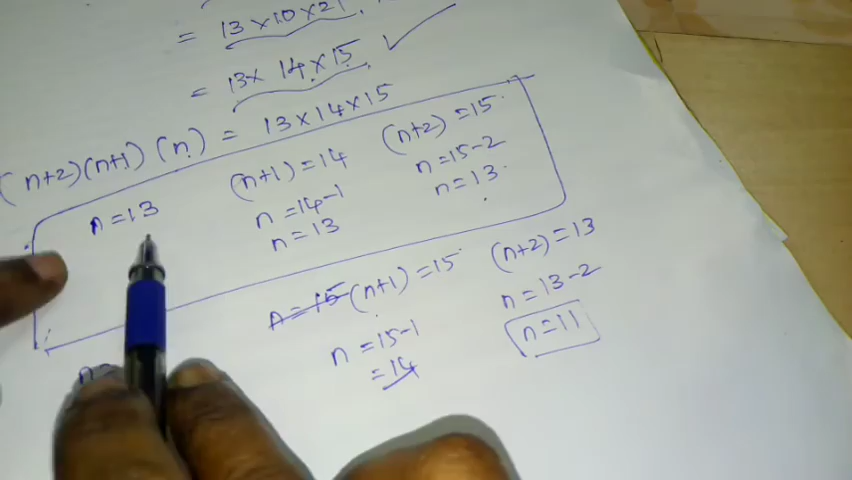 = 13 × 10 × 21
= 13 × 14 × 15
(n+2)(n+1)(n) = 13 × 14 × 15
n = 13 (n+1) = 14 (n+2) = 15
n = 14 - 1 n = 15 - 2
n = 13 n = 13
n = 15 (n+1) = 15 (n+2) = 13
n = 15 - 1 n = 13 - 2
= 14 n = 11
n =